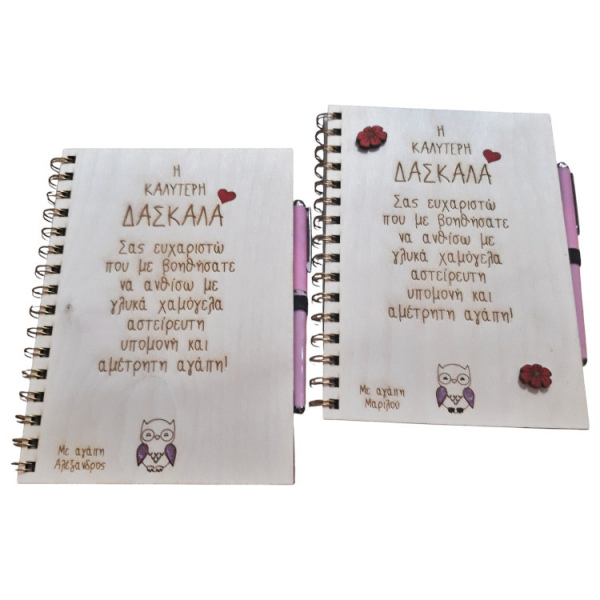 Η
ΚΑΛΥΤΕΡΗ
ΔΑΣΚΑΛΑ
Σας ευχαριστώ
που με βοηθήσατε
να ανθίσω με
γλυκά χαμόγελα
αστείρευτη
υπομονή και
αμέτρητη αγάπη!
Με αγάπη
Αλέξανδρος
Η
ΚΑΛΥΤΕΡΗ
ΔΑΣΚΑΛΑ
Σας ευχαριστώ
που με βοηθήσατε
να ανθίσω με
γλυκά χαμόγελα
αστείρευτη
υπομονή και
αμέτρητη αγάπη!
Με αγάπη
Μαριλού